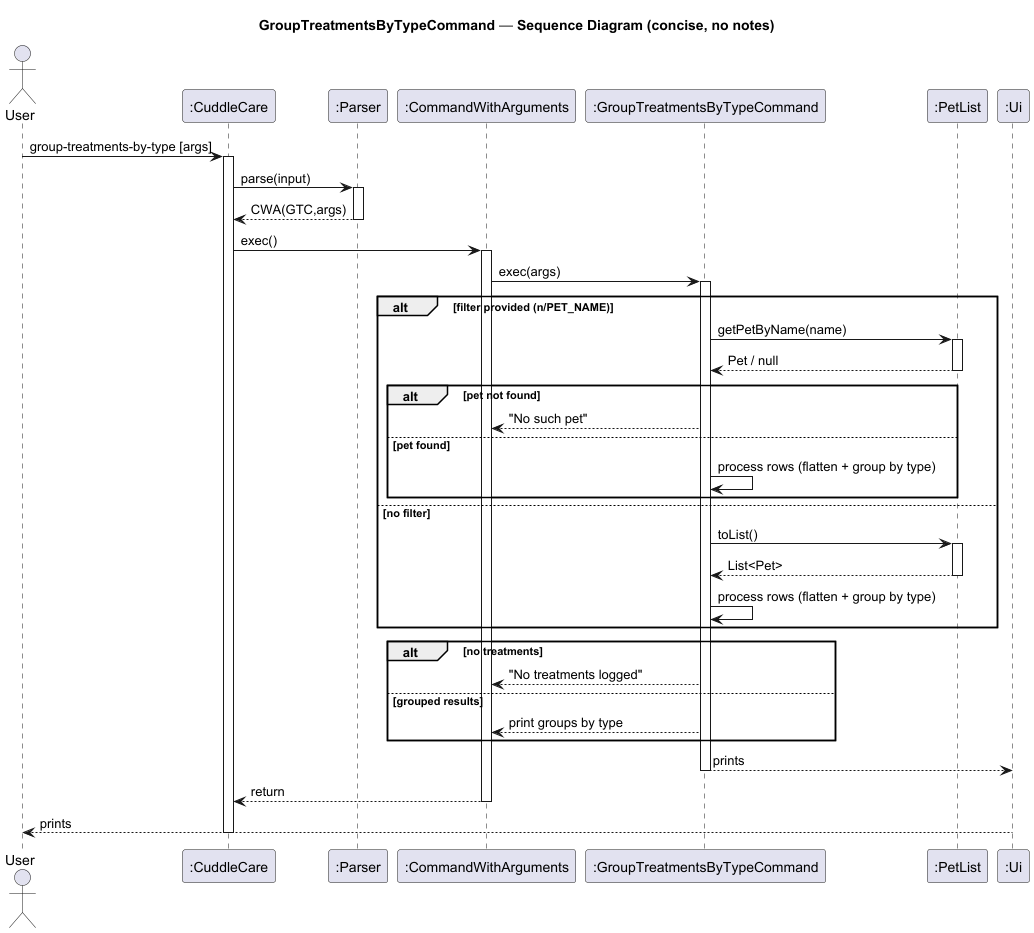 GroupTreatmentsByTypeCommand — Sequence Diagram (concise, no notes)
User
:CuddleCare
:Parser
:CommandWithArguments
:GroupTreatmentsByTypeCommand
:PetList
:Ui
group-treatments-by-type [args]
parse(input)
CWA(GTC,args)
exec()
exec(args)
alt
[filter provided (n/PET_NAME)]
getPetByName(name)
Pet / null
alt
[pet not found]
"No such pet"
[pet found]
process rows (flatten + group by type)
[no filter]
toList()
List<Pet>
process rows (flatten + group by type)
alt
[no treatments]
"No treatments logged"
[grouped results]
print groups by type
prints
return
prints
User
:CuddleCare
:Parser
:CommandWithArguments
:GroupTreatmentsByTypeCommand
:PetList
:Ui